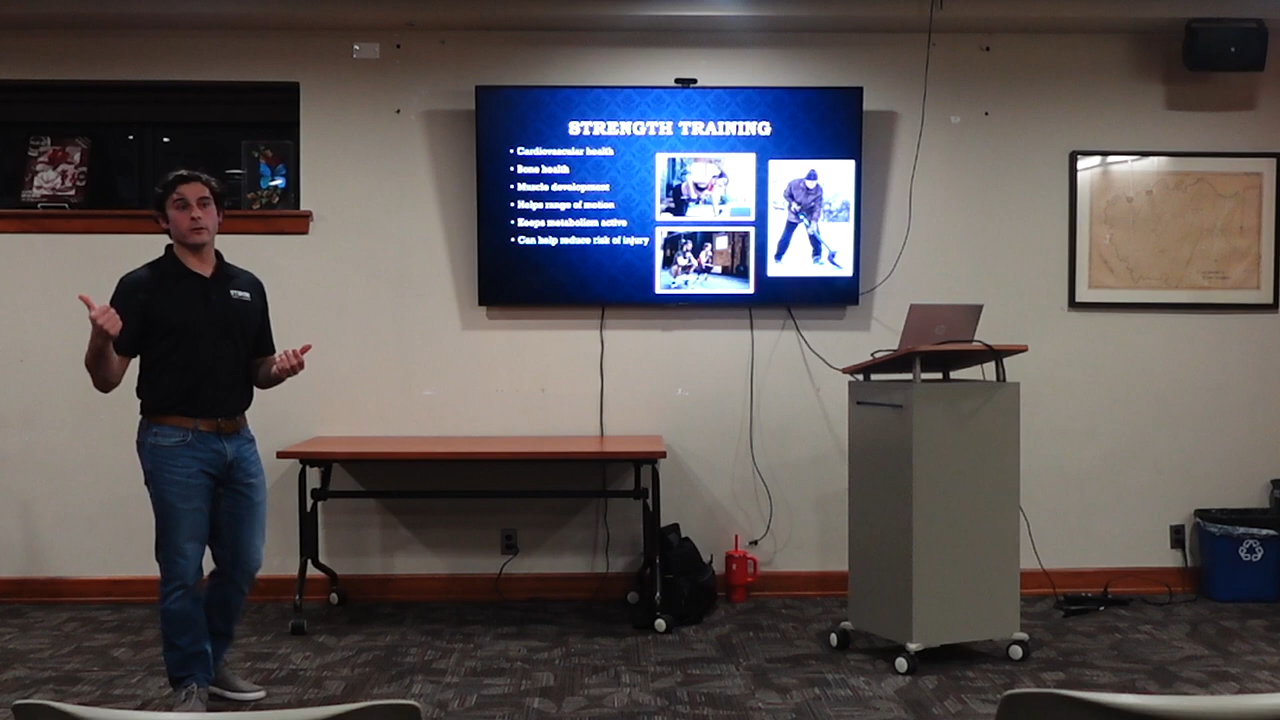 STRENGTH TRAINING
• Cardiovascular health
• Bone health
• Muscle development
• Helps range of motion
• Keeps metabolism active
• Can help reduce risk of injury